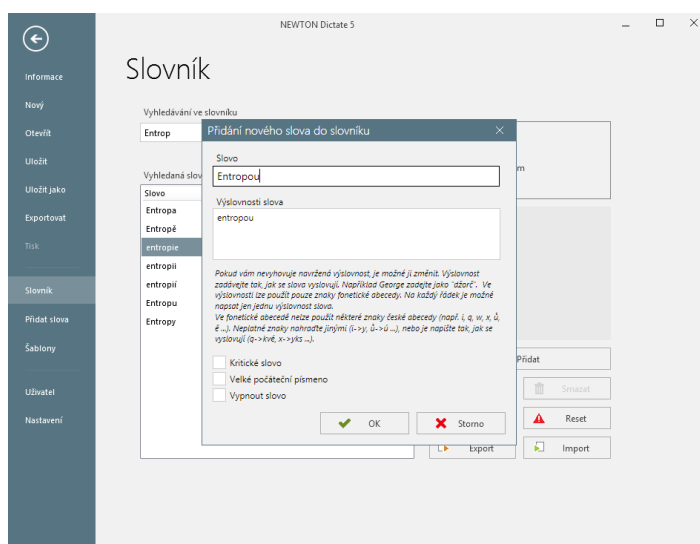 NEWTON Dictate 5
Informace
Nový
Otevřít
Uložit
Uložit jako
Exportovat
Tisk
Slovník
Přidat slova
Šablony
Uživatel
Nastavení
Slovník
Vyhledávání ve slovníku
Entrop
Vyhledaná slov
Slovo
Entropa
Entropě
entropie
entropii
entropií
Entropu
Entropy
Přidání nového slova do slovníku
Slovo
Entropou
Výslovnosti slova
entropou
Pokud vám nevyhovuje navržená výslovnost, je možné ji změnit. Výslovnost
zadávejte tak, jak se slova vyslovují. Například George zadejte jako "džorč". Ve
výslovnosti lze použít pouze znaky fonetické abecedy. Na každý řádek je možné
napsat jen jednu výslovnost slova.
Ve fonetické abecedě nelze použít některé znaky české abecedy (např. i, q, w, x, ů,
ě ...). Neplatné znaky nahraďte jinými (i->y, ů->ú ...), nebo je napište tak, jak se
vyslovují (q->kvé, x->yks ...).
Kritické slovo
Velké počáteční písmeno
Vypnout slovo
OK
Storno
m
Přidat
Smazat
Reset
Export
Import